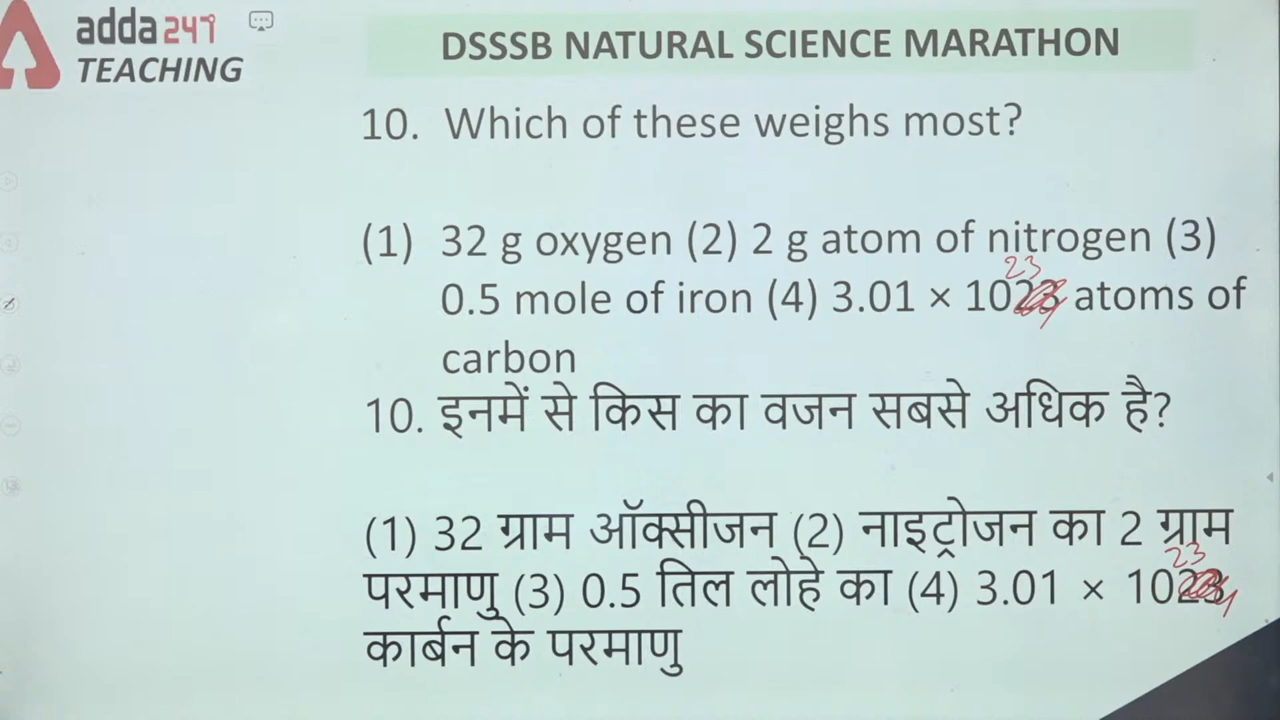 adda247
TEACHING
DSSSB NATURAL SCIENCE MARATHON
10. Which of these weighs most?
(1) 32 g oxygen (2) 2 g atom of nitrogen (3)
23
0.5 mole of iron (4) 3.01 × 1023 atoms of
carbon
10. इनमें से किस का वजन सबसे अधिक है?
(1) 32 ग्राम ऑक्सीजन (2) नाइट्रोजन का 2 ग्राम
23
परमाणु (3) 0.5 तिल लोहे का (4) 3.01 × 1023
कार्बन के परमाणु